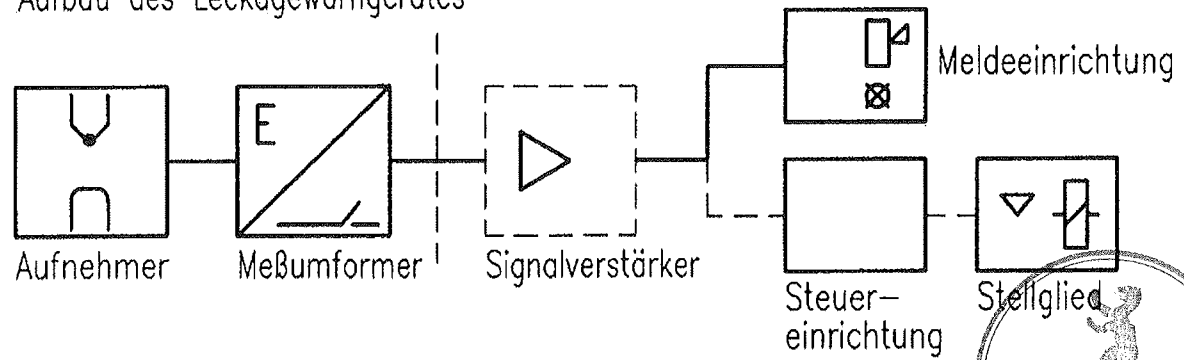 Aufbau des Leckagewarngerätes
Meldeeinrichtung
E
Aufnehmer
Meßumformer
Signalverstärker
Steuer-
einrichtung
Stellglied